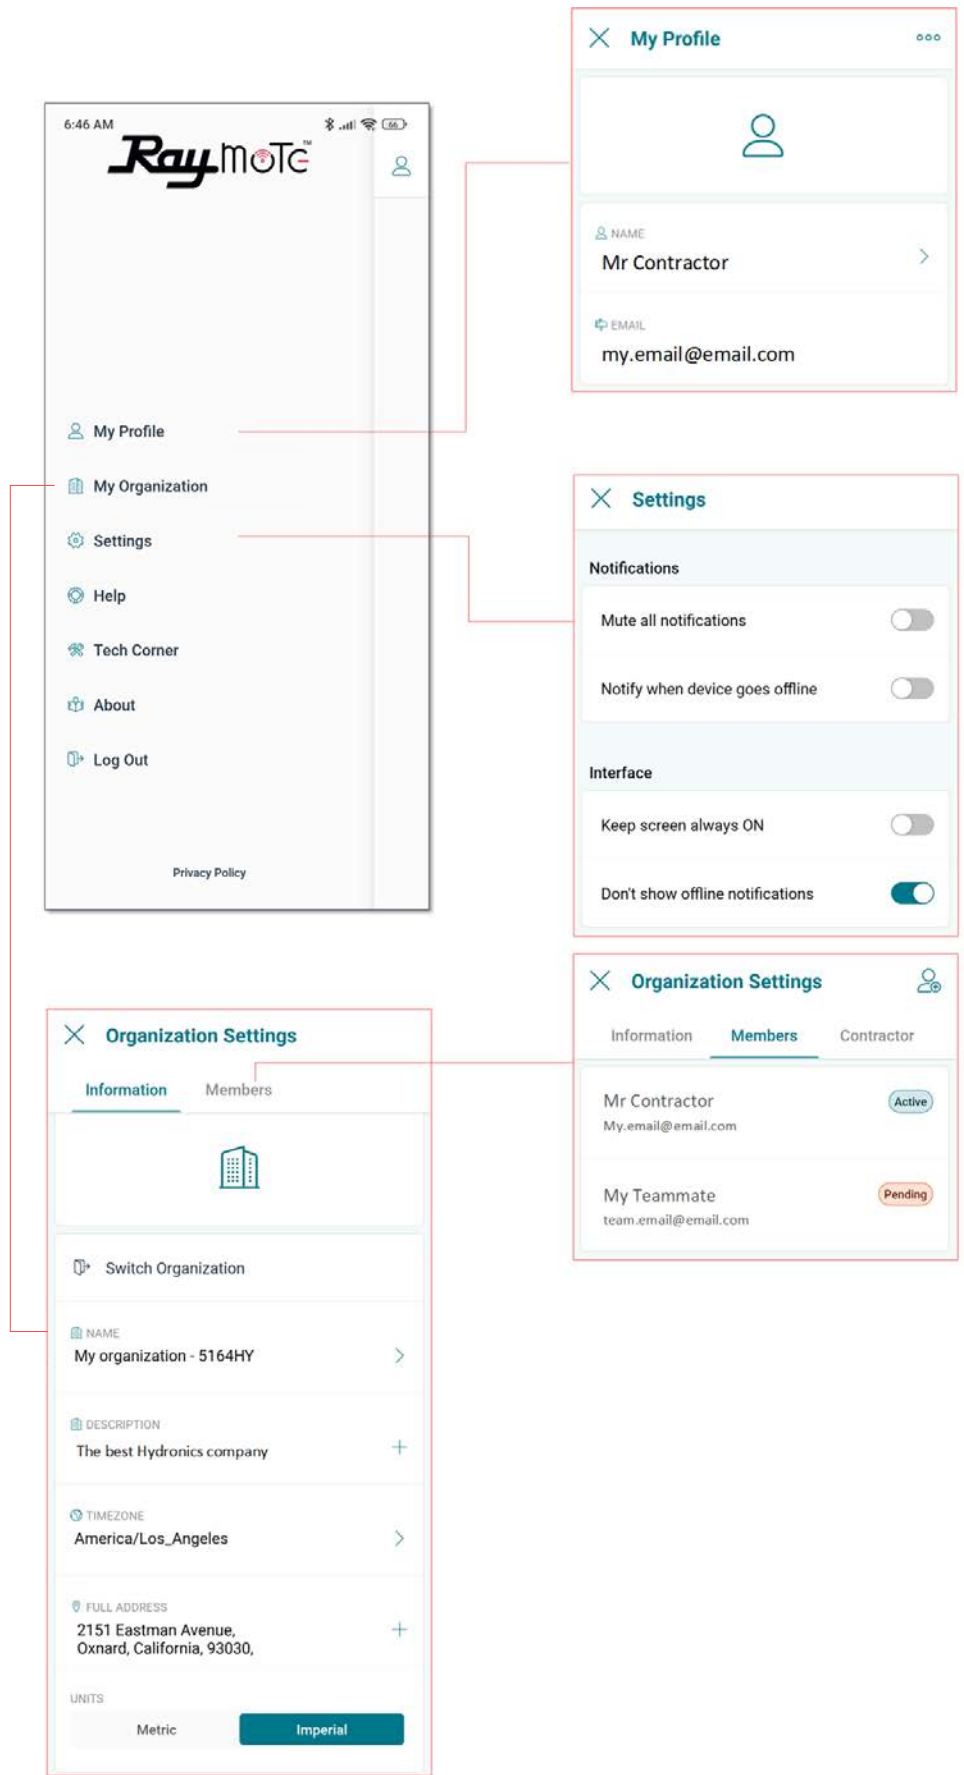 My Profile
NAME
Mr Contractor
EMAIL
my.email@email.com
6:46 AM
66
Raymote™
My Profile
My Organization
Settings
Help
Tech Corner
About
Log Out
Privacy Policy
Settings
Notifications
Mute all notifications
Notify when device goes offline
Interface
Keep screen always ON
Don't show offline notifications
Organization Settings
Information Members Contractor
Mr Contractor
Active
My.email@email.com
My Teammate
Pending
team.email@email.com
Organization Settings
Information Members
Switch Organization
NAME
My organization - 5164HY
DESCRIPTION
The best Hydronics company
TIMEZONE
America/Los_Angeles
FULL ADDRESS
2151 Eastman Avenue,
Oxnard, California, 93030,
UNITS
Metric Imperial